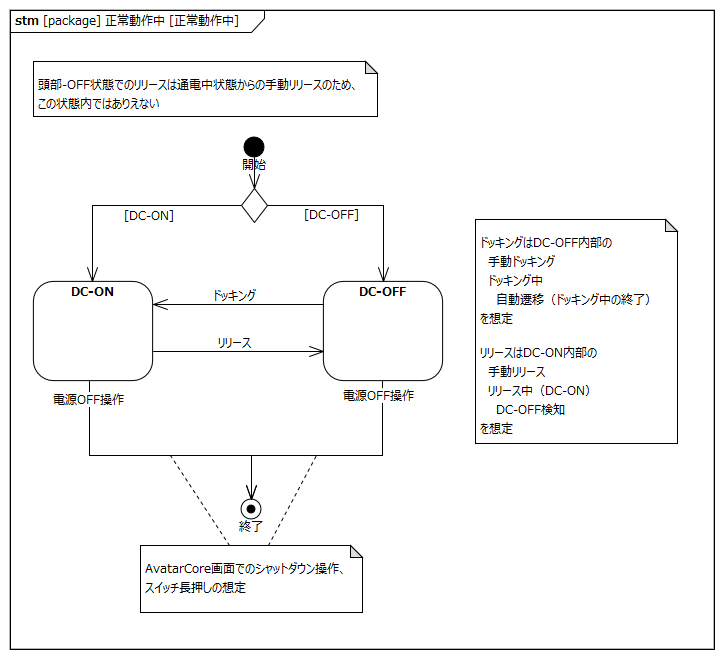 stm [package] 正常動作中 [正常動作中]
頭部-OFF状態でのリリースは通電中状態からの手動リリースのため、
この状態内ではありえない
開始
[DC-ON]
[DC-OFF]
ドッキングはDC-OFF内部の
手動ドッキング
ドッキング中
自動遷移（ドッキング中の終了）
を想定
リリースはDC-ON内部の
手動リリース
リリース中（DC-ON）
DC-OFF検知
を想定
DC-ON
DC-OFF
ドッキング
リリース
電源OFF操作
電源OFF操作
終了
AvatarCore画面でのシャットダウン操作、
スイッチ長押しの想定